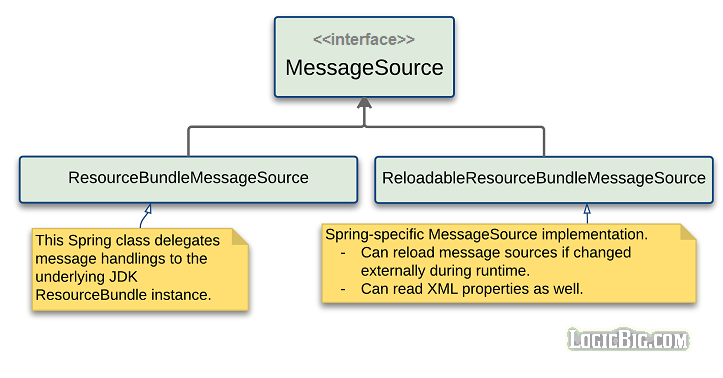 <<interface>>
MessageSource
ResourceBundleMessageSource
ReloadableResourceBundleMessageSource
This Spring class delegates
message handlings to the
underlying JDK
ResourceBundle instance.
Spring-specific MessageSource implementation.
- Can reload message sources if changed
externally during runtime.
- Can read XML properties as well.
LogicBig.com